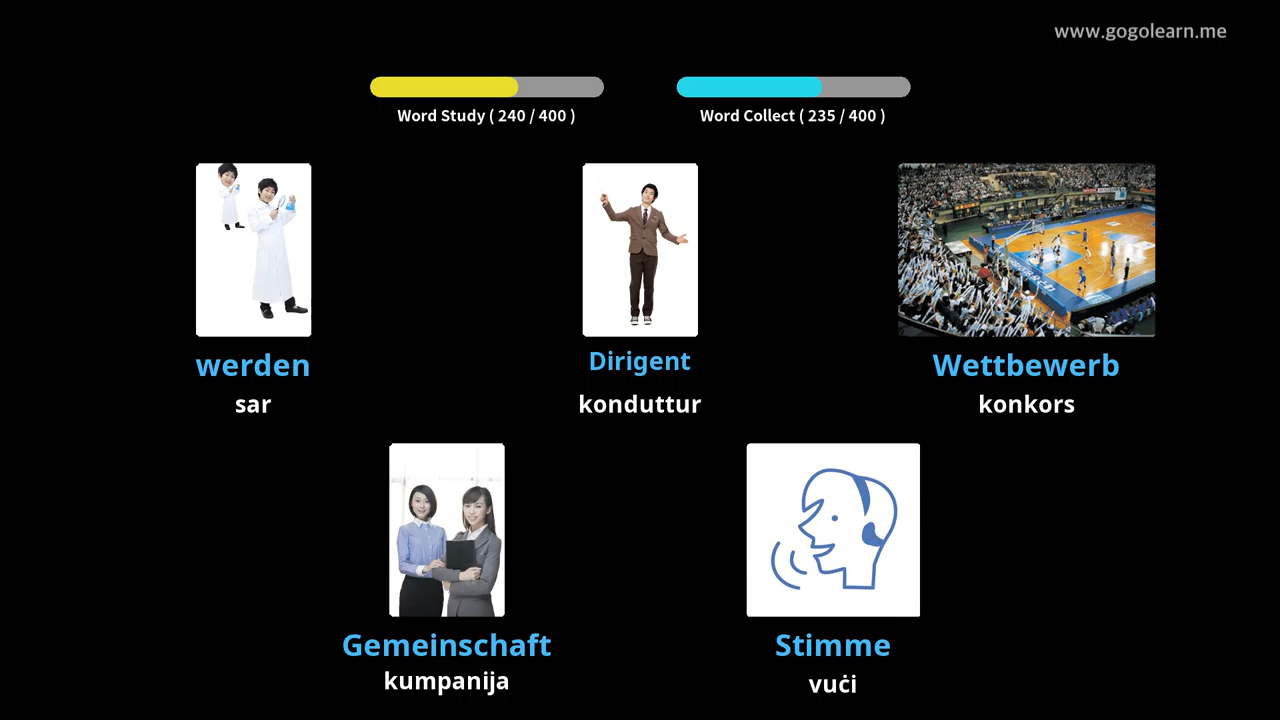 www.gogolearn.me
Word Study ( 240 / 400 )
Word Collect ( 235 / 400 )
werden
sar
Dirigent
konduttur
Wettbewerb
konkors
Gemeinschaft
kumpanija
Stimme
vuċi